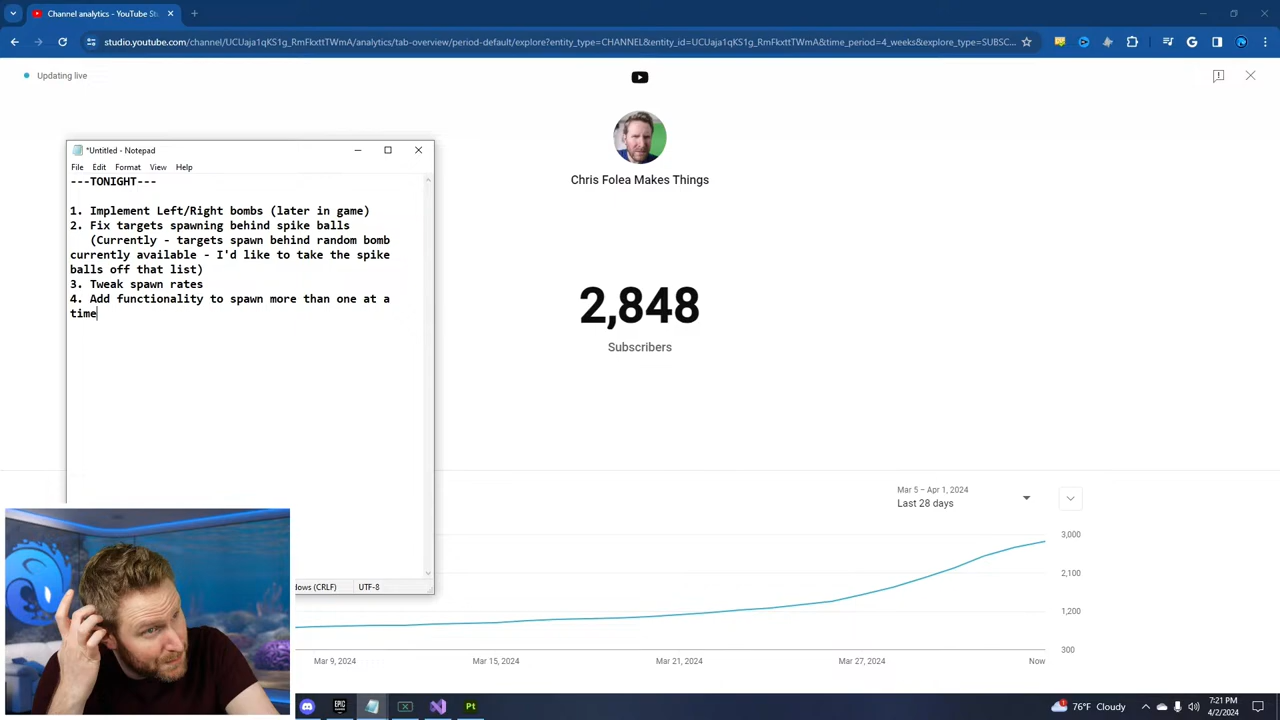 Channel analytics - YouTube St
studio.youtube.com/channel/UCUaja1qKS1g_RmFkxttTWmA/analytics/tab-overview/period-default/explore?entity_type=CHANNEL&entity_id=UCUaja1qKS1g_RmFkxttTWmA&time_period=4_weeks&explore_type=SUBSC...
Updating live
Chris Folea Makes Things
*Untitled - Notepad
File Edit Format View Help
---TONIGHT---
1. Implement Left/Right bombs (later in game)
2. Fix targets spawning behind spike balls
(Currently - targets spawn behind random bomb
currently available - I'd like to take the spike
balls off that list)
3. Tweak spawn rates
4. Add functionality to spawn more than one at a
time
2,848
Subscribers
Mar 5 – Apr 1, 2024
Last 28 days
3,000
2,100
1,200
300
dows (CRLF) UTF-8
Mar 9, 2024 Mar 15, 2024 Mar 21, 2024 Mar 27, 2024 Now
EPIC
Pt
76°F Cloudy
7:21 PM
4/2/2024